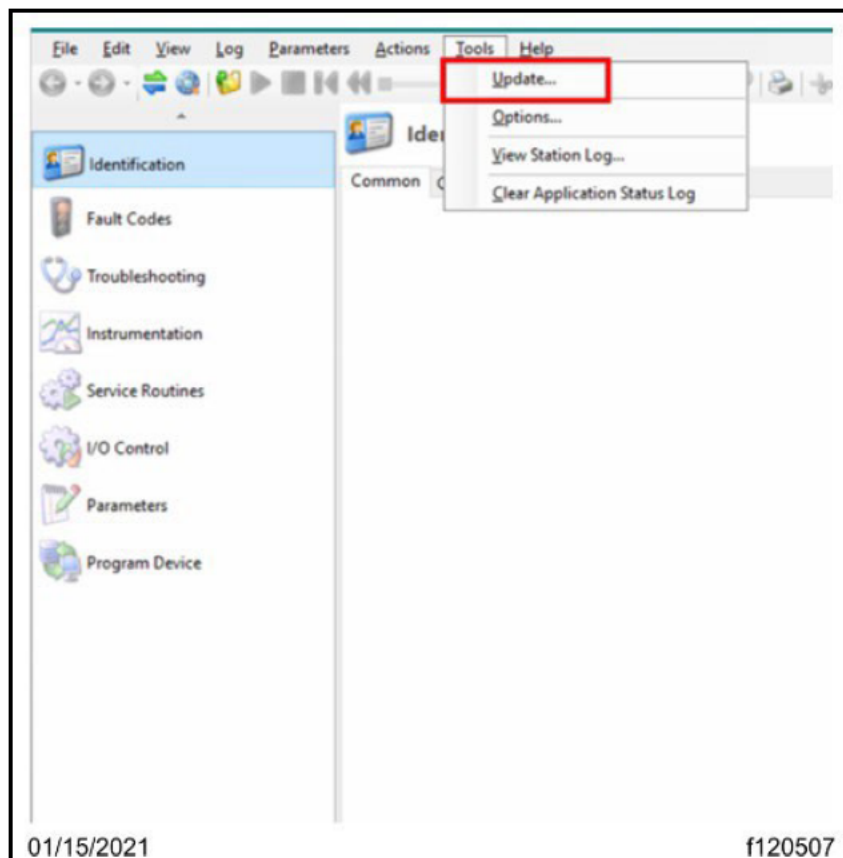 File Edit View Log Parameters Actions Tools Help
Update...
Options...
View Station Log...
Clear Application Status Log
Identification
Common
Fault Codes
Troubleshooting
Instrumentation
Service Routines
I/O Control
Parameters
Program Device
01/15/2021 f120507